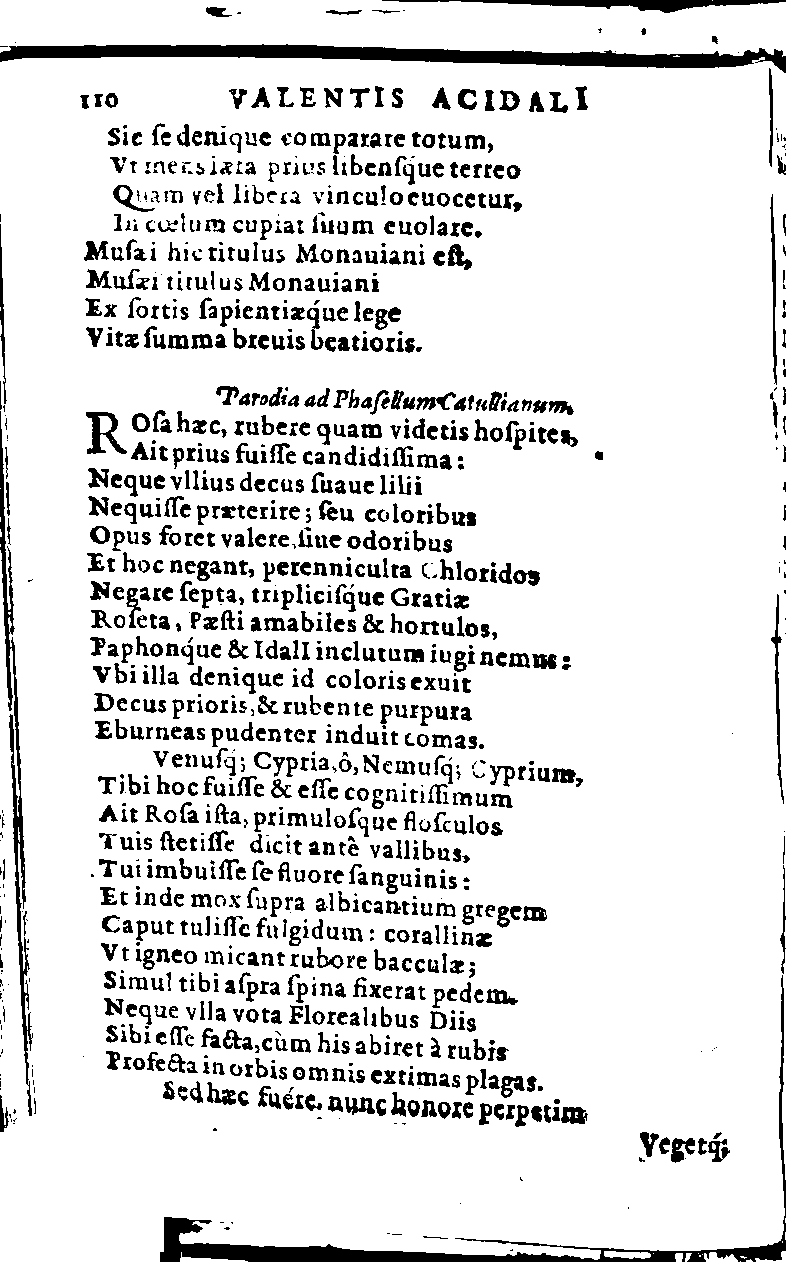 110 VALENTIS ACIDALI
Sic ſe denique comparare totum,
Vt mens iāta prius libenſq́ue terreo
Quam vel libera vinculo euocetur,
In cœlum cupiat ſuum euolare.
Muſæi hic titulus Monauiani eſt,
Muſæi titulus Monauiani
Ex ſortis ſapientiæq́ue lege
Vitæ ſumma breuis beatioris.
Parodia ad Phaſellum Catullianum.
ROſa hæc, rubere quam videtis hoſpites,
Ait prius fuiſſe candidiſſima:
Neque vllius decus ſuaue lilii
Nequiſſe præterire; ſeu coloribus
Opus foret valere, ſiue odoribus
Et hoc negant, perenniculta Chloridos
Negare ſepta, tripliciſque Gratiæ
Roſeta, Pæſti amabiles & hortulos,
Paphonq́ue & IdalI inclutum iugi nemus:
Vbi illa denique id coloris exuit
Decus prioris, & rubente purpura
Eburneas pudenter induit comas.
Venuſq́; Cypria, ô, Nemuſq́; Cyprium,
Tibi hoc fuiſſe & eſſe cognitiſſimum
Ait Roſa iſta, primuloſque floſculos
Tuis ſtetiſſe dicit antê vallibus,
Tui imbuiſſe ſe fluore ſanguinis:
Et inde mox ſupra albicantium gregem
Caput tuliſſe fulgidum: corallinæ
Vt igneo micant rubore bacculæ;
Simul tibi aſpra ſpina fixerat pedem.
Neque vlla vota Florealibus Diis
Sibi eſſe facta, cùm his abiret à rubis
Profecta in orbis omnis extimas plagas.
Sed hæc fuére. nunc honore perpetim
Vegetq́;